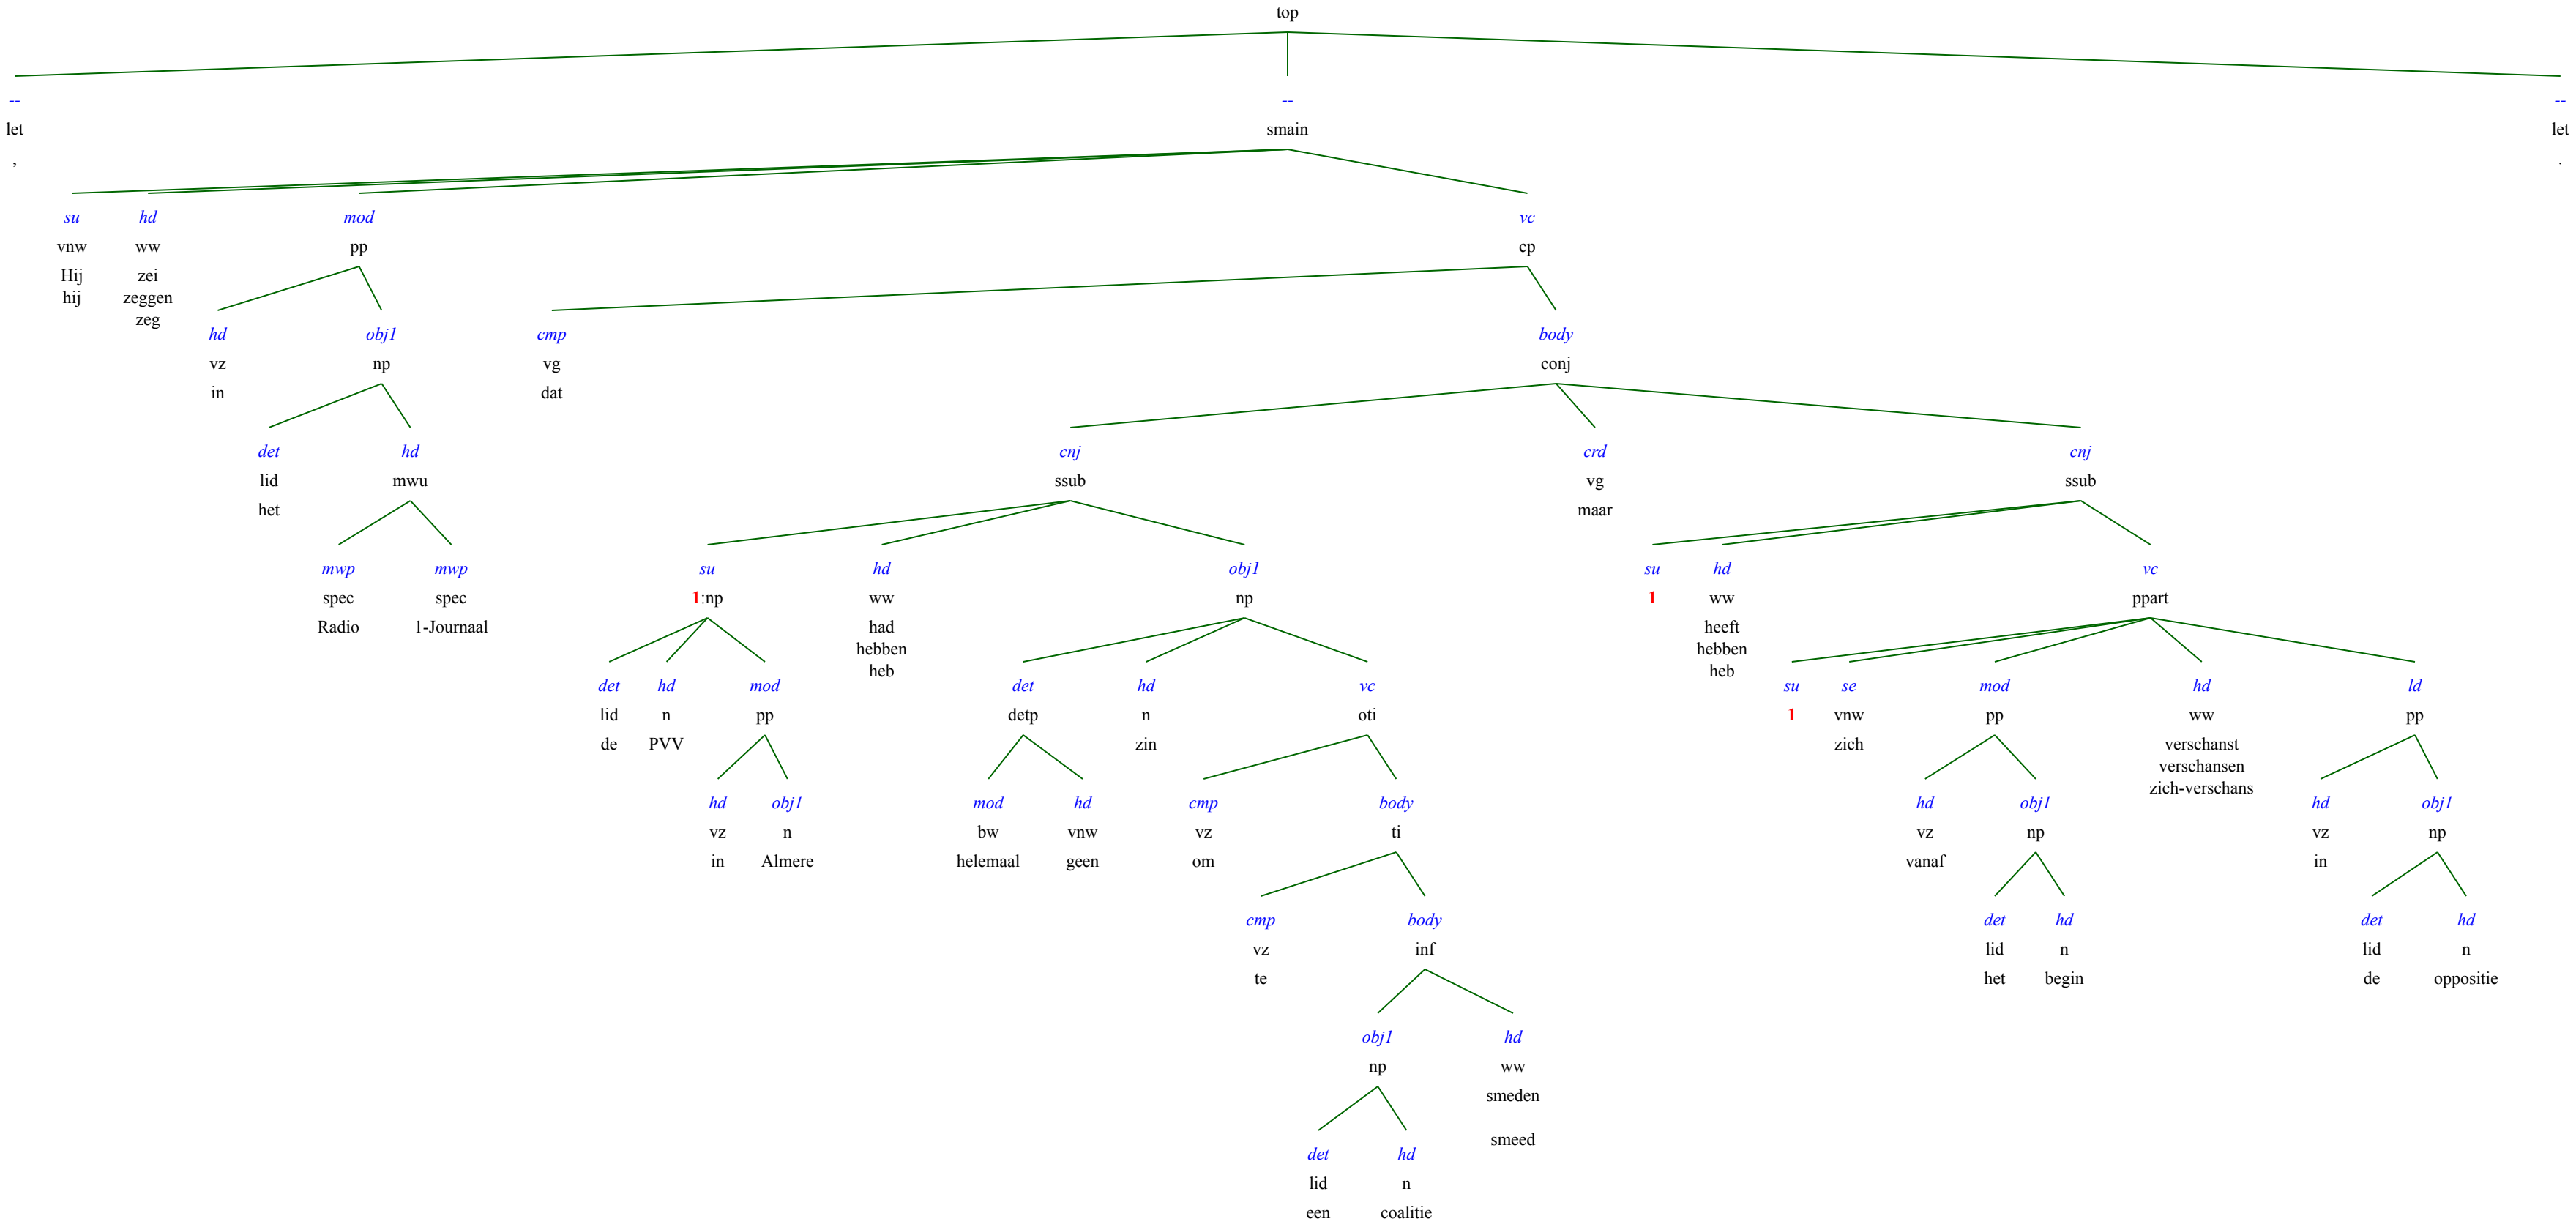 top
-- -- --
let smain let
, .
su hd mod vc
vnw ww pp cp
Hij zei
hij zeggen
zeg
hd obj1 cmp body
vz np vg conj
in dat
det hd cnj crd cnj
lid mwu ssub vg ssub
het maar
mwp mwp su hd obj1 su hd vc
spec spec 1:np ww np 1 ww ppart
Radio 1-Journaal had heeft
hebben hebben
heb heb
det hd mod det hd vc su se mod hd ld
lid n pp detp n oti 1 vnw pp ww pp
de PVV zin zich verschanst
verschansen
zich-verschans
hd obj1 mod hd cmp body hd obj1 hd obj1
vz n bw vnw vz ti vz np vz np
in Almere helemaal geen om vanaf in
cmp body det hd det hd
vz inf lid n lid n
te het begin de oppositie
obj1 hd
np ww
smeden
smeed
det hd
lid n
een coalitie